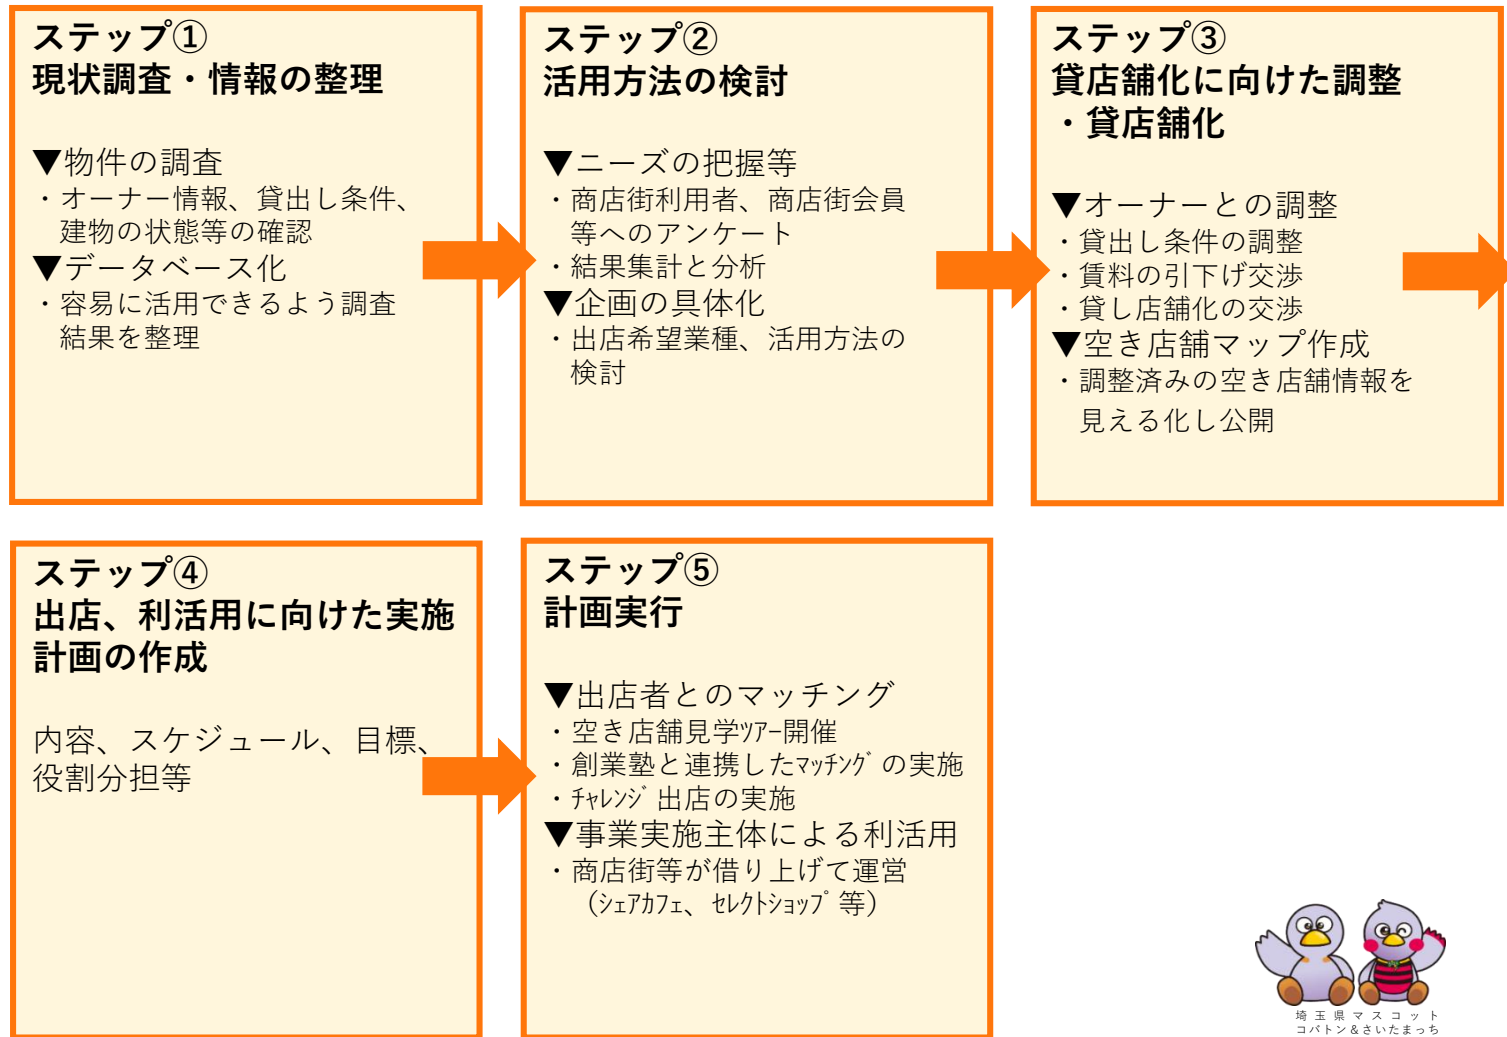 ステップ①
現状調査・情報の整理
▼物件の調査
・オーナー情報、貸出し条件、
建物の状態等の確認
▼データベース化
・容易に活用できるよう調査
結果を整理
ステップ②
活用方法の検討
▼ニーズの把握等
・商店街利用者、商店街会員
等へのアンケート
・結果集計と分析
▼企画の具体化
・出店希望業種、活用方法の
検討
ステップ③
貸店舗化に向けた調整
・貸店舗化
▼オーナーとの調整
・貸出し条件の調整
・賃料の引下げ交渉
・貸し店舗化の交渉
▼空き店舗マップ作成
・調整済みの空き店舗情報を
見える化し公開
ステップ④
出店、利活用に向けた実施
計画の作成
内容、スケジュール、目標、
役割分担等
ステップ⑤
計画実行
▼出店者とのマッチング
・空き店舗見学ﾂｱｰ開催
・創業塾と連携したﾏｯﾁﾝｸﾞの実施
・ﾁｬﾚﾝｼﾞ出店の実施
▼事業実施主体による利活用
・商店街等が借り上げて運営
（ｼｪｱｶﾌｪ、ｾﾚｸﾄｼｮｯﾌﾟ等）
埼玉県マスコット
コバトン＆さいたまっち